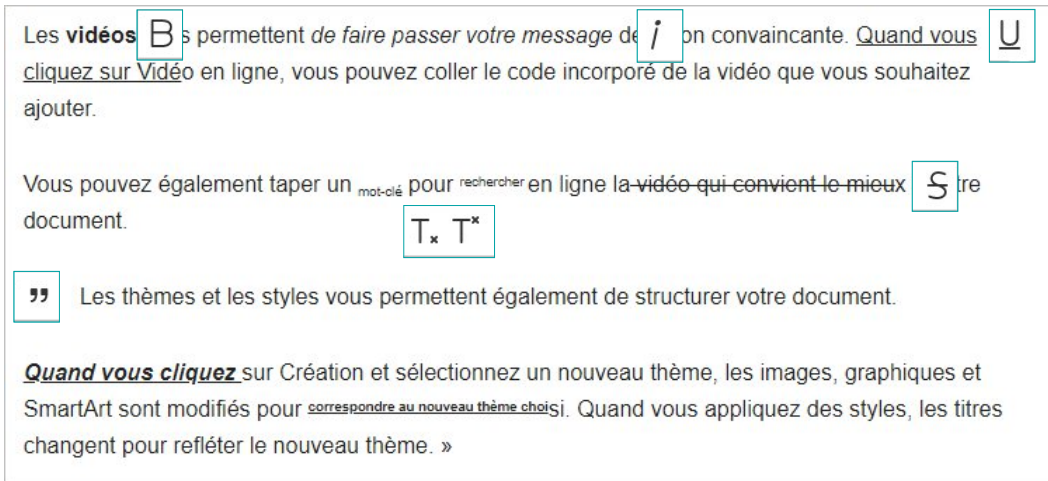 Les vidéos B s permettent de faire passer votre message de i on convaincante. Quand vous U
cliquez sur Vidéo en ligne, vous pouvez coller le code incorporé de la vidéo que vous souhaitez
ajouter.
Vous pouvez également taper un mot-clé pour rechercher en ligne la vidéo qui convient le mieux S tre
document.
Tx Tx
” Les thèmes et les styles vous permettent également de structurer votre document.
Quand vous cliquez sur Création et sélectionnez un nouveau thème, les images, graphiques et
SmartArt sont modifiés pour correspondre au nouveau thème choisi. Quand vous appliquez des styles, les titres
changent pour refléter le nouveau thème. »